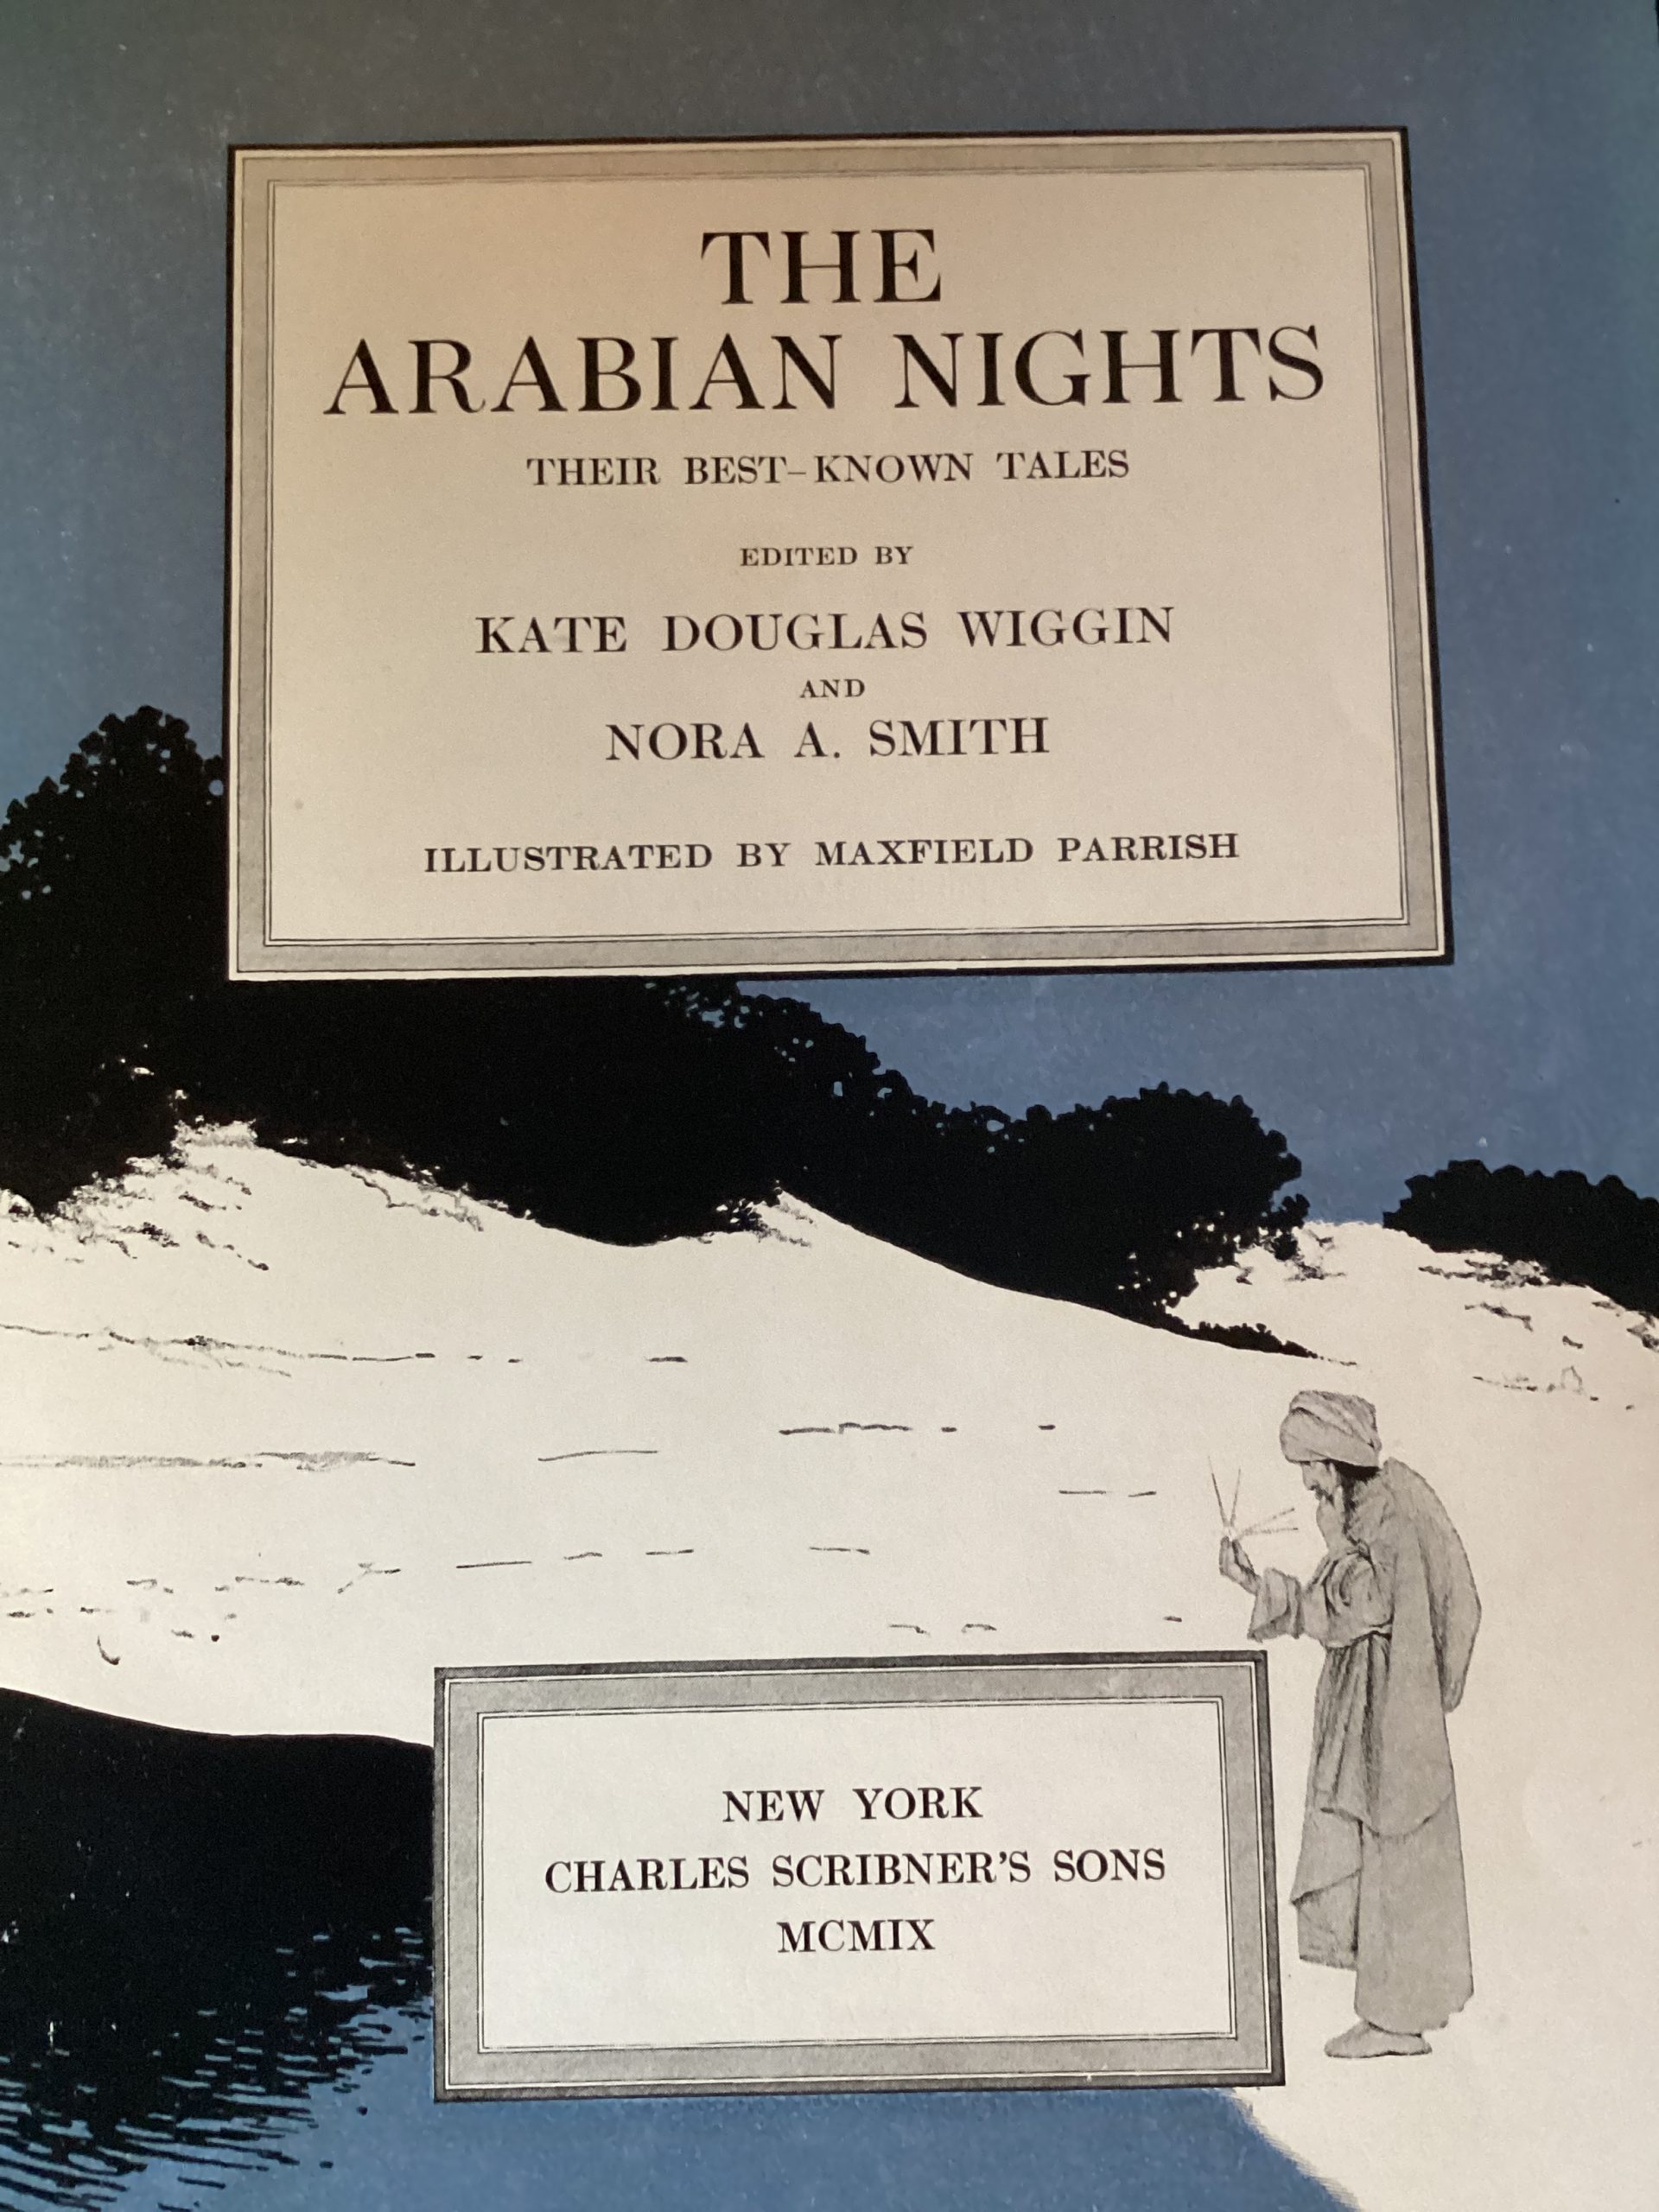 THE
ARABIAN NIGHTS
THEIR BEST-KNOWN TALES
EDITED BY
KATE DOUGLAS WIGGIN
AND
NORA A. SMITH
ILLUSTRATED BY MAXFIELD PARRISH
NEW YORK
CHARLES SCRIBNER'S SONS
MCMIX